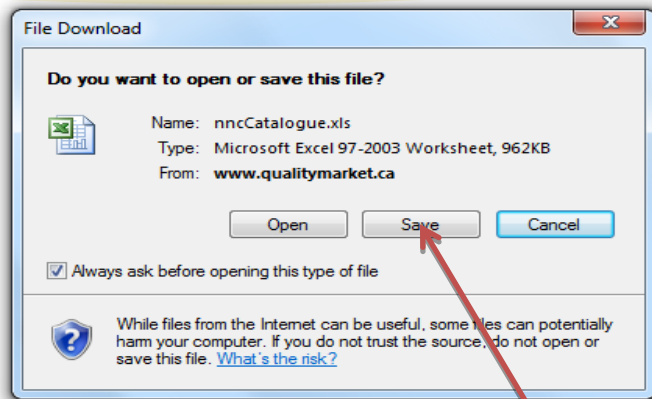 File Download
Do you want to open or save this file?
Name: nncCatalogue.xls
Type: Microsoft Excel 97-2003 Worksheet, 962KB
From: www.qualitymarket.ca
Open Save Cancel
Always ask before opening this type of file
While files from the Internet can be useful, some files can potentially
harm your computer. If you do not trust the source, do not open or
save this file. What's the risk?